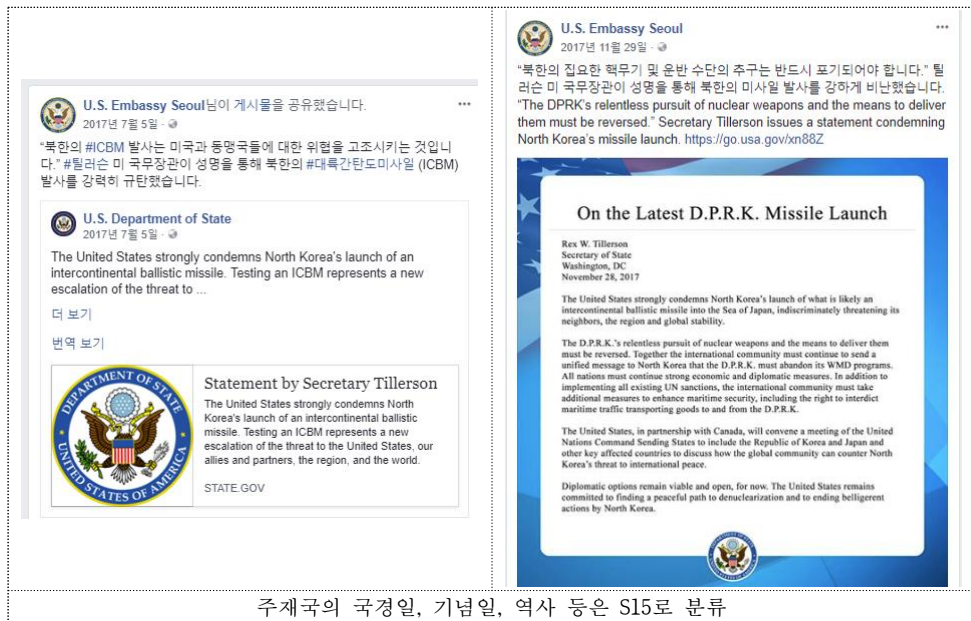 U.S. Embassy Seoul님이 게시물을 공유했습니다.
2017년 7월 5일 ·
“북한의 #ICBM 발사는 미국과 동맹국들에 대한 위협을 고조시키는 것입니
다.” #틸러슨 미 국무장관이 성명을 통해 북한의 #대륙간탄도미사일 (ICBM)
발사를 강력히 규탄했습니다.
U.S. Department of State
2017년 7월 5일 ·
The United States strongly condemns North Korea's launch of an
intercontinental ballistic missile. Testing an ICBM represents a new
escalation of the threat to ...
더 보기
번역 보기
DEPARTMENT OF STATE
UNITED STATES OF AMERICA
Statement by Secretary Tillerson
The United States strongly condemns North
Korea's launch of an intercontinental ballistic
missile. Testing an ICBM represents a new
escalation of the threat to the United States, our
allies and partners, the region, and the world.
STATE.GOV
U.S. Embassy Seoul
2017년 11월 29일 ·
“북한의 집요한 핵무기 및 운반 수단의 추구는 반드시 포기되어야 합니다.” 틸
러슨 미 국무장관이 성명을 통해 북한의 미사일 발사를 강하게 비난했습니다.
“The DPRK's relentless pursuit of nuclear weapons and the means to deliver
them must be reversed.” Secretary Tillerson issues a statement condemning
North Korea's missile launch. https://go.usa.gov/xn88Z
On the Latest D.P.R.K. Missile Launch
Rex W. Tillerson
Secretary of State
Washington, DC
November 28, 2017
The United States strongly condemns North Korea's launch of what is likely an
intercontinental ballistic missile into the Sea of Japan, indiscriminately threatening its
neighbors, the region and global stability.
The D.P.R.K.'s relentless pursuit of nuclear weapons and the means to deliver them
must be reversed. Together the international community must continue to send a
unified message to North Korea that the D.P.R.K. must abandon its WMD programs.
All nations must continue strong economic and diplomatic measures. In addition to
implementing all existing UN sanctions, the international community must take
additional measures to enhance maritime security, including the right to interdict
maritime traffic transporting goods to and from the D.P.R.K.
The United States, in partnership with Canada, will convene a meeting of the United
Nations Command Sending States to include the Republic of Korea and Japan and
other key affected countries to discuss how the global community can counter North
Korea's threat to international peace.
Diplomatic options remain viable and open, for now. The United States remains
committed to finding a peaceful path to denuclearization and to ending belligerent
actions by North Korea.
주재국의 국경일, 기념일, 역사 등은 S15로 분류